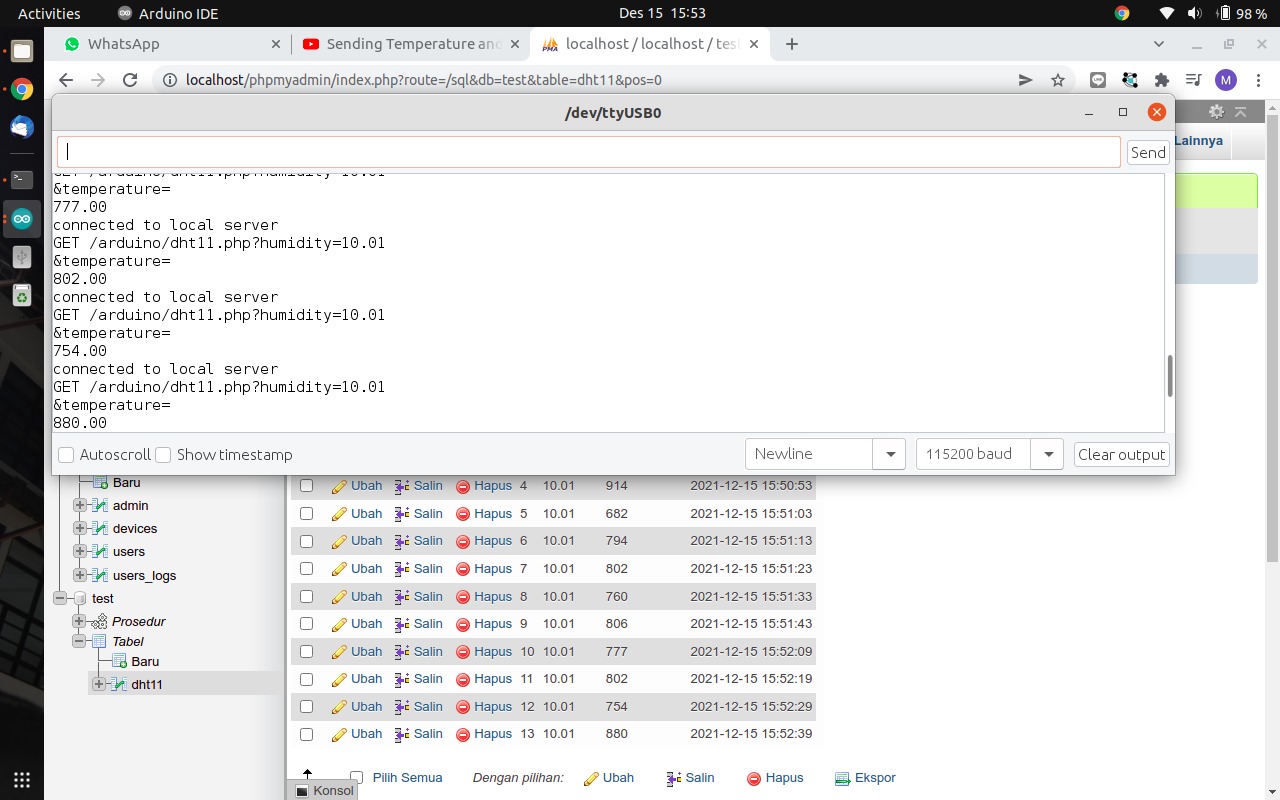 Activities
Arduino IDE
Des 15 15:53
98 %
WhatsApp
Sending Temperature and
localhost / localhost / tes
localhost/phpmyadmin/index.php?route=/sql&db=test&table=dht11&pos=0
M
/dev/ttyUSB0
Lainnya
Send
GET /arduino/dht11.php?humidity=10.01
&temperature=
777.00
connected to local server
GET /arduino/dht11.php?humidity=10.01
&temperature=
802.00
connected to local server
GET /arduino/dht11.php?humidity=10.01
&temperature=
754.00
connected to local server
GET /arduino/dht11.php?humidity=10.01
&temperature=
880.00
Autoscroll Show timestamp
Newline
115200 baud
Clear output
Baru
admin
devices
users
users_logs
test
Prosedur
Tabel
Baru
dht11
Ubah Salin Hapus 4 10.01 914 2021-12-15 15:50:53
Ubah Salin Hapus 5 10.01 682 2021-12-15 15:51:03
Ubah Salin Hapus 6 10.01 794 2021-12-15 15:51:13
Ubah Salin Hapus 7 10.01 802 2021-12-15 15:51:23
Ubah Salin Hapus 8 10.01 760 2021-12-15 15:51:33
Ubah Salin Hapus 9 10.01 806 2021-12-15 15:51:43
Ubah Salin Hapus 10 10.01 777 2021-12-15 15:52:09
Ubah Salin Hapus 11 10.01 802 2021-12-15 15:52:19
Ubah Salin Hapus 12 10.01 754 2021-12-15 15:52:29
Ubah Salin Hapus 13 10.01 880 2021-12-15 15:52:39
Pilih Semua Dengan pilihan: Ubah Salin Hapus Ekspor
Konsol